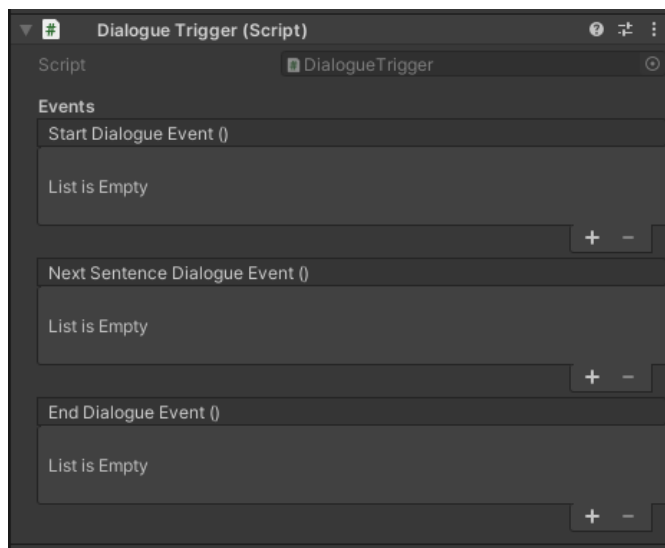 Dialogue Trigger (Script)
Script DialogueTrigger
Events
Start Dialogue Event ()
List is Empty
Next Sentence Dialogue Event ()
List is Empty
End Dialogue Event ()
List is Empty